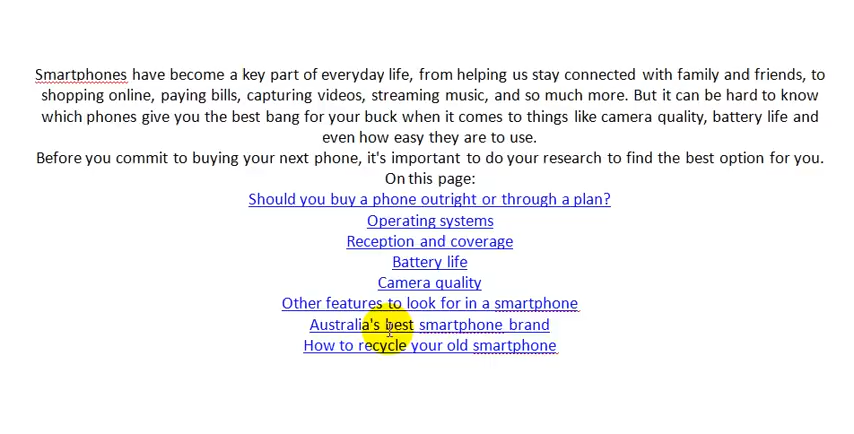 Smartphones have become a key part of everyday life, from helping us stay connected with family and friends, to
shopping online, paying bills, capturing videos, streaming music, and so much more. But it can be hard to know
which phones give you the best bang for your buck when it comes to things like camera quality, battery life and
even how easy they are to use.
Before you commit to buying your next phone, it's important to do your research to find the best option for you.
On this page:
Should you buy a phone outright or through a plan?
Operating systems
Reception and coverage
Battery life
Camera quality
Other features to look for in a smartphone
Australia's best smartphone brand
How to recycle your old smartphone